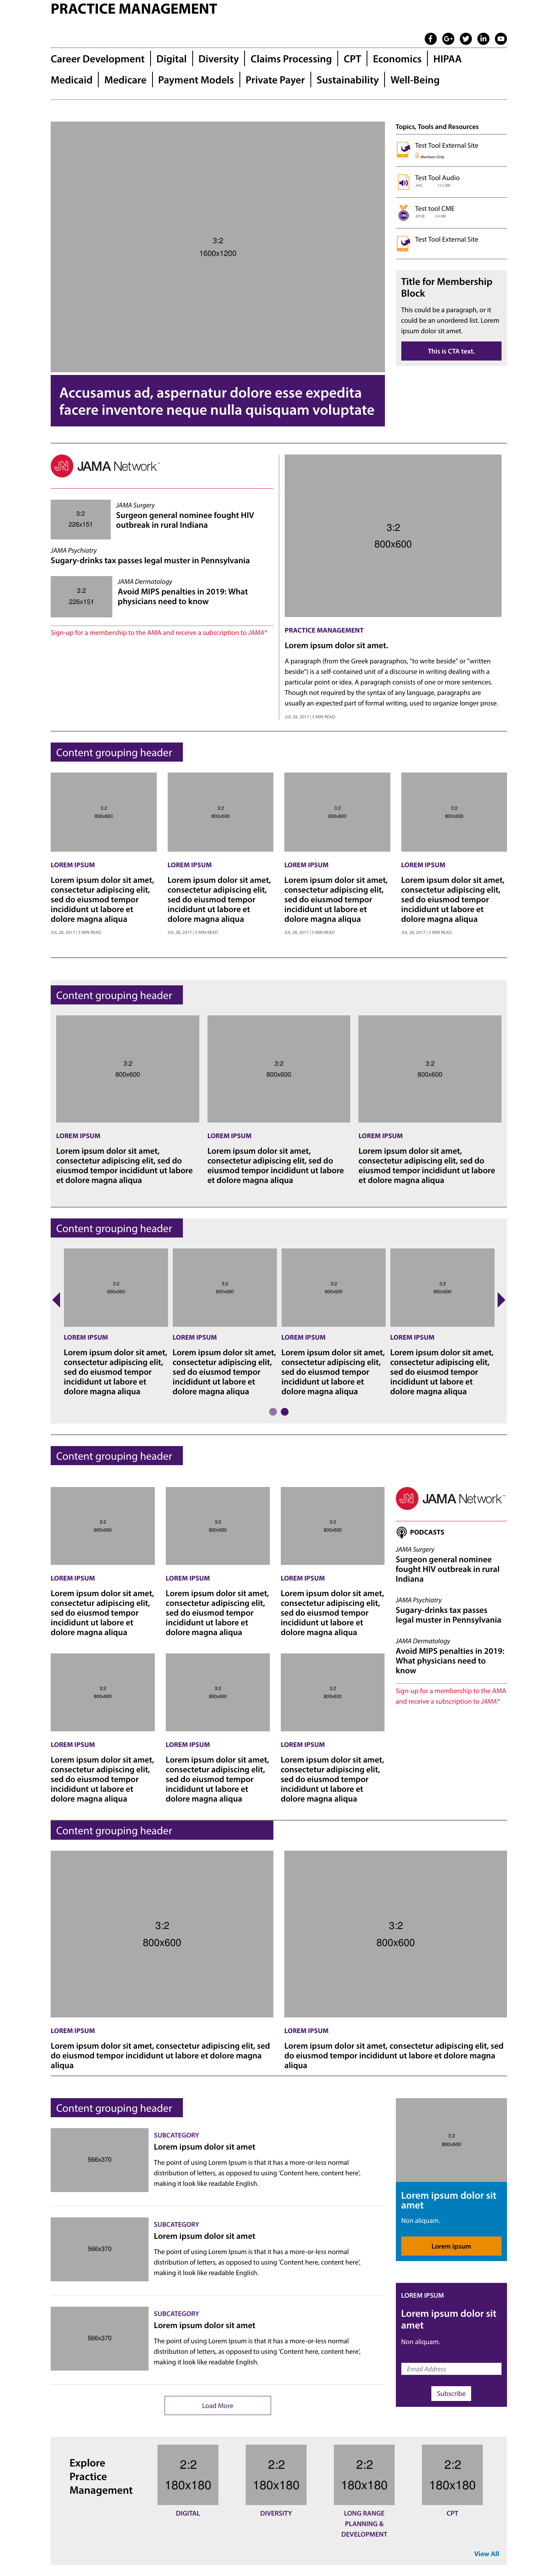 PRACTICE MANAGEMENT
Career Development | Digital | Diversity | Claims Processing | CPT | Economics | HIPAA
Medicaid | Medicare | Payment Models | Private Payer | Sustainability | Well-Being
3:2
1600x1200
Accusamus ad, aspernatur dolore esse expedita
facere inventore neque nulla quisquam voluptate
Topics, Tools and Resources
Test Tool External Site
Members Only
Test Tool Audio
AAC 12.5 MB
Test tool CME
EPUB 3.4 MB
Test Tool External Site
Title for Membership
Block
This could be a paragraph, or it
could be an unordered list. Lorem
ipsum dolor sit amet.
This is CTA text.
JN JAMA Network™
3:2
226x151
JAMA Surgery
Surgeon general nominee fought HIV
outbreak in rural Indiana
JAMA Psychiatry
Sugary-drinks tax passes legal muster in Pennsylvania
3:2
226x151
JAMA Dermatology
Avoid MIPS penalties in 2019: What
physicians need to know
Sign-up for a membership to the AMA and receive a subscription to JAMA®
3:2
800x600
PRACTICE MANAGEMENT
Lorem ipsum dolor sit amet.
A paragraph (from the Greek paragraphos, "to write beside" or "written
beside") is a self-contained unit of a discourse in writing dealing with a
particular point or idea. A paragraph consists of one or more sentences.
Though not required by the syntax of any language, paragraphs are
usually an expected part of formal writing, used to organize longer prose.
JUL 28, 2017 | 5 MIN READ
Content grouping header
3:2
800x600
LOREM IPSUM
Lorem ipsum dolor sit amet,
consectetur adipiscing elit,
sed do eiusmod tempor
incididunt ut labore et
dolore magna aliqua
JUL 28, 2017 | 5 MIN READ
3:2
800x600
LOREM IPSUM
Lorem ipsum dolor sit amet,
consectetur adipiscing elit,
sed do eiusmod tempor
incididunt ut labore et
dolore magna aliqua
JUL 28, 2017 | 5 MIN READ
3:2
800x600
LOREM IPSUM
Lorem ipsum dolor sit amet,
consectetur adipiscing elit,
sed do eiusmod tempor
incididunt ut labore et
dolore magna aliqua
JUL 28, 2017 | 5 MIN READ
3:2
800x600
LOREM IPSUM
Lorem ipsum dolor sit amet,
consectetur adipiscing elit,
sed do eiusmod tempor
incididunt ut labore et
dolore magna aliqua
JUL 28, 2017 | 5 MIN READ
Content grouping header
3:2
800x600
LOREM IPSUM
Lorem ipsum dolor sit amet,
consectetur adipiscing elit, sed do
eiusmod tempor incididunt ut labore
et dolore magna aliqua
3:2
800x600
LOREM IPSUM
Lorem ipsum dolor sit amet,
consectetur adipiscing elit, sed do
eiusmod tempor incididunt ut labore
et dolore magna aliqua
3:2
800x600
LOREM IPSUM
Lorem ipsum dolor sit amet,
consectetur adipiscing elit, sed do
eiusmod tempor incididunt ut labore
et dolore magna aliqua
Content grouping header
3:2
800x600
LOREM IPSUM
Lorem ipsum dolor sit amet,
consectetur adipiscing elit,
sed do eiusmod tempor
incididunt ut labore et
dolore magna aliqua
3:2
800x600
LOREM IPSUM
Lorem ipsum dolor sit amet,
consectetur adipiscing elit,
sed do eiusmod tempor
incididunt ut labore et
dolore magna aliqua
3:2
800x600
LOREM IPSUM
Lorem ipsum dolor sit amet,
consectetur adipiscing elit,
sed do eiusmod tempor
incididunt ut labore et
dolore magna aliqua
3:2
800x600
LOREM IPSUM
Lorem ipsum dolor sit amet,
consectetur adipiscing elit,
sed do eiusmod tempor
incididunt ut labore et
dolore magna aliqua
Content grouping header
3:2
800x600
LOREM IPSUM
Lorem ipsum dolor sit amet,
consectetur adipiscing elit,
sed do eiusmod tempor
incididunt ut labore et
dolore magna aliqua
3:2
800x600
LOREM IPSUM
Lorem ipsum dolor sit amet,
consectetur adipiscing elit,
sed do eiusmod tempor
incididunt ut labore et
dolore magna aliqua
3:2
800x600
LOREM IPSUM
Lorem ipsum dolor sit amet,
consectetur adipiscing elit,
sed do eiusmod tempor
incididunt ut labore et
dolore magna aliqua
3:2
800x600
LOREM IPSUM
Lorem ipsum dolor sit amet,
consectetur adipiscing elit,
sed do eiusmod tempor
incididunt ut labore et
dolore magna aliqua
3:2
800x600
LOREM IPSUM
Lorem ipsum dolor sit amet,
consectetur adipiscing elit,
sed do eiusmod tempor
incididunt ut labore et
dolore magna aliqua
3:2
800x600
LOREM IPSUM
Lorem ipsum dolor sit amet,
consectetur adipiscing elit,
sed do eiusmod tempor
incididunt ut labore et
dolore magna aliqua
JN JAMA Network™
PODCASTS
JAMA Surgery
Surgeon general nominee
fought HIV outbreak in rural
Indiana
JAMA Psychiatry
Sugary-drinks tax passes
legal muster in Pennsylvania
JAMA Dermatology
Avoid MIPS penalties in 2019:
What physicians need to
know
Sign-up for a membership to the AMA
and receive a subscription to JAMA®
Content grouping header
3:2
800x600
LOREM IPSUM
Lorem ipsum dolor sit amet, consectetur adipiscing elit, sed
do eiusmod tempor incididunt ut labore et dolore magna
aliqua
3:2
800x600
LOREM IPSUM
Lorem ipsum dolor sit amet, consectetur adipiscing elit, sed
do eiusmod tempor incididunt ut labore et dolore magna
aliqua
Content grouping header
566x370
SUBCATEGORY
Lorem ipsum dolor sit amet
The point of using Lorem Ipsum is that it has a more-or-less normal
distribution of letters, as opposed to using 'Content here, content here',
making it look like readable English.
566x370
SUBCATEGORY
Lorem ipsum dolor sit amet
The point of using Lorem Ipsum is that it has a more-or-less normal
distribution of letters, as opposed to using 'Content here, content here',
making it look like readable English.
566x370
SUBCATEGORY
Lorem ipsum dolor sit amet
The point of using Lorem Ipsum is that it has a more-or-less normal
distribution of letters, as opposed to using 'Content here, content here',
making it look like readable English.
Load More
3:2
800x600
Lorem ipsum dolor sit
amet
Non aliquam.
Lorem ipsum
LOREM IPSUM
Lorem ipsum dolor sit
amet
Non aliquam.
Email Address
Subscribe
Explore
Practice
Management
2:2
180x180
DIGITAL
2:2
180x180
DIVERSITY
2:2
180x180
LONG RANGE
PLANNING &
DEVELOPMENT
2:2
180x180
CPT
View All